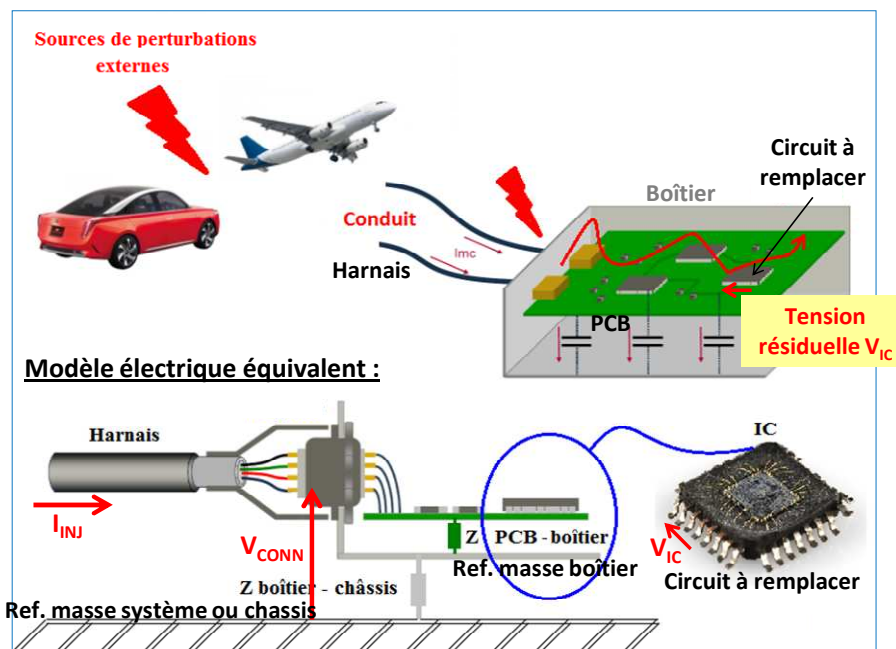 Sources de perturbations
externes
Circuit à
remplacer
Boîtier
Conduit
Imc
Harnais
PCB
Tension
résiduelle VIC
Modèle électrique équivalent :
Harnais
IC
IINJ
VCONN
Z PCB - boîtier
VIC
Ref. masse boîtier
Circuit à remplacer
Z boîtier - châssis
Ref. masse système ou chassis